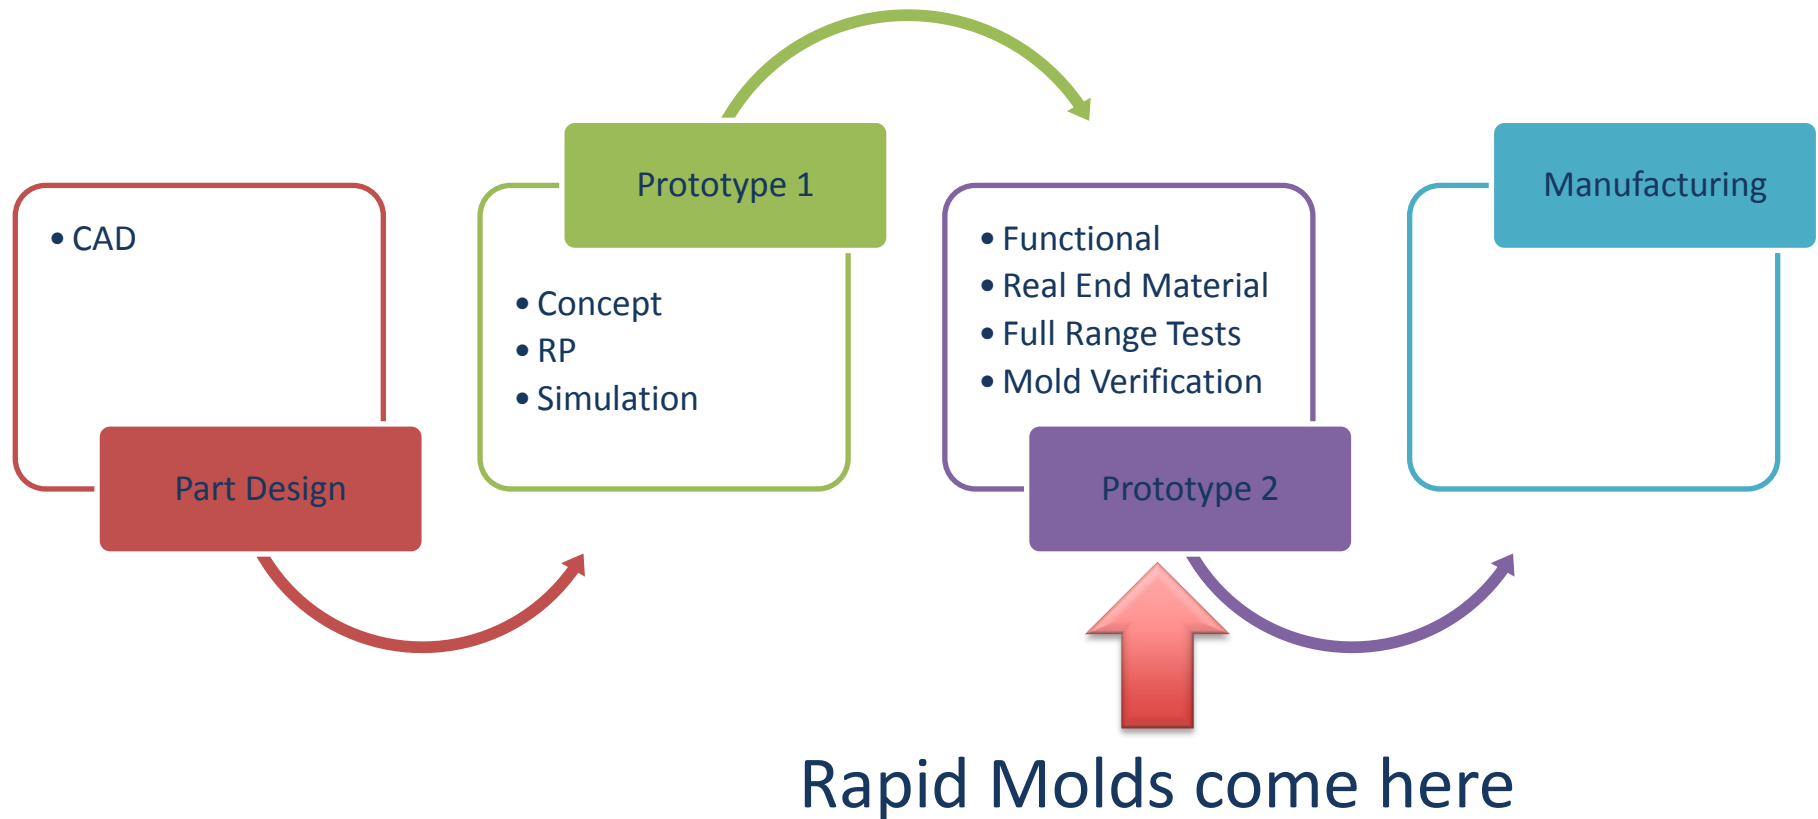 • CAD
Part Design
Prototype 1
• Concept
• RP
• Simulation
• Functional
• Real End Material
• Full Range Tests
• Mold Verification
Prototype 2
Manufacturing
Rapid Molds come here